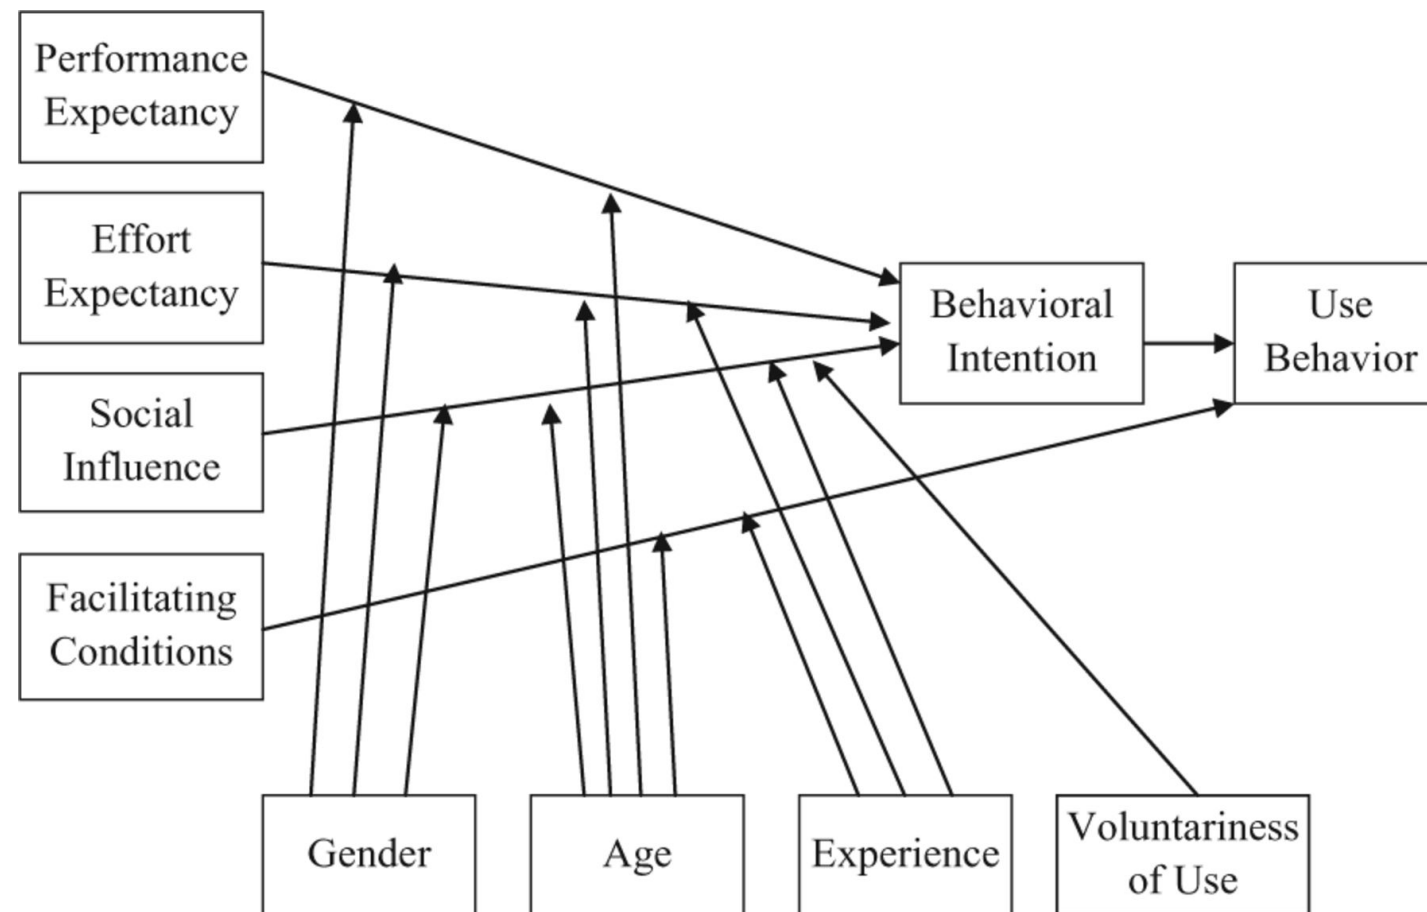 Performance
Expectancy
Effort
Expectancy
Social
Influence
Facilitating
Conditions
Behavioral
Intention
Use
Behavior
Gender
Age
Experience
Voluntariness
of Use